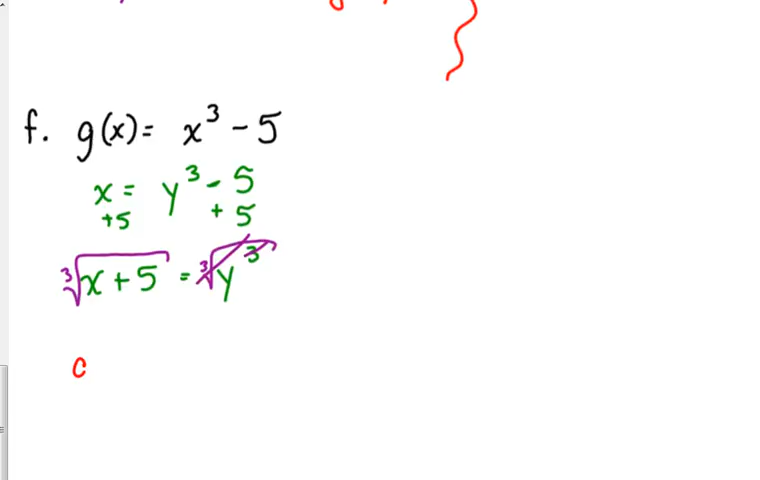 f. g(x) = x³ - 5
x = y³ - 5
+5 + 5
∛x + 5 = ∛y³